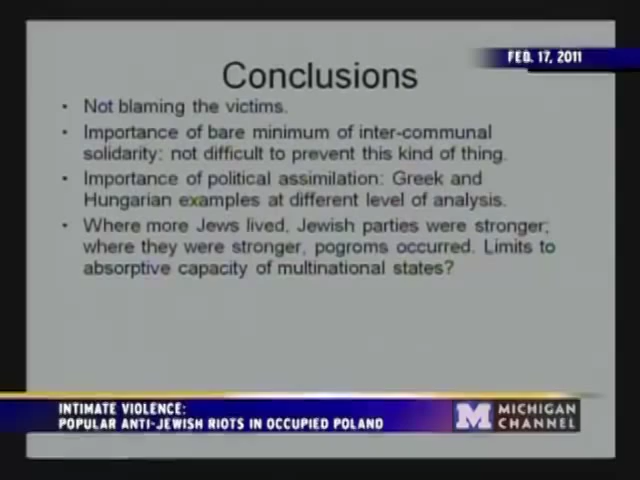 FEB. 17, 2011
Conclusions
• Not blaming the victims.
• Importance of bare minimum of inter-communal
solidarity: not difficult to prevent this kind of thing.
• Importance of political assimilation: Greek and
Hungarian examples at different level of analysis.
• Where more Jews lived, Jewish parties were stronger;
where they were stronger, pogroms occurred. Limits to
absorptive capacity of multinational states?
INTIMATE VIOLENCE:
POPULAR ANTI-JEWISH RIOTS IN OCCUPIED POLAND
M MICHIGAN
CHANNEL